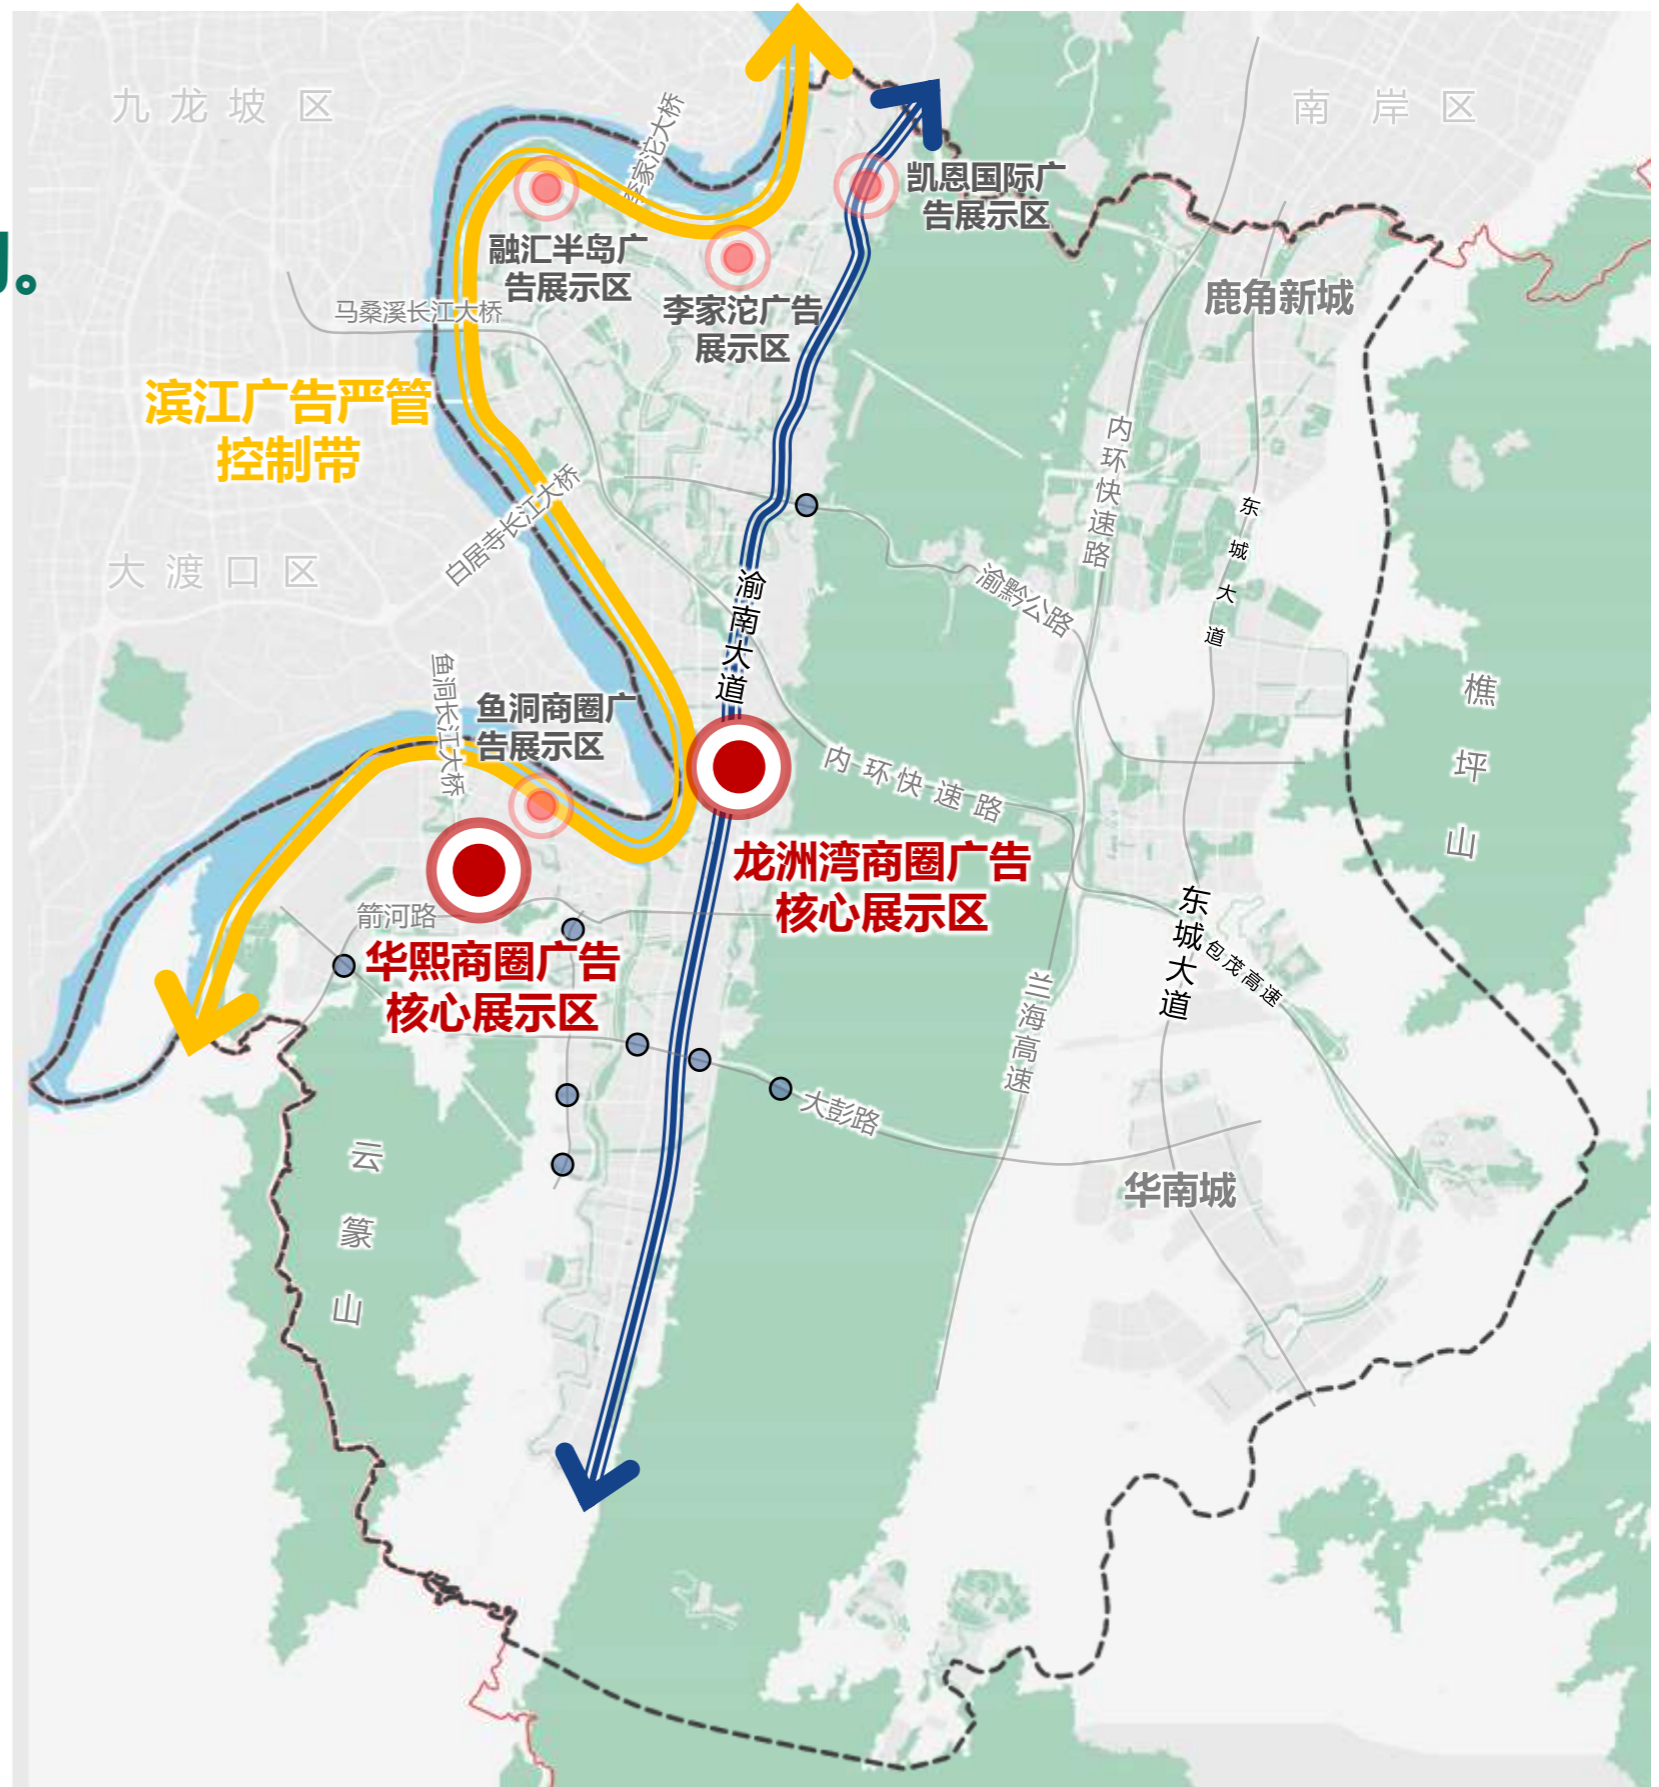 九龙坡区
南岸区
李家沱大桥
凯恩国际广
告展示区
融汇半岛广
告展示区
李家沱广告
展示区
鹿角新城
马桑溪长江大桥
滨江广告严管
控制带
内环快速路
白居寺长江大桥
东城大道
大渡口区
渝南大道
渝黔公路
鱼洞长江大桥
鱼洞商圈广
告展示区
樵坪山
内环快速路
龙洲湾商圈广告
核心展示区
箭河路
东城大道
包茂高速
华熙商圈广告
核心展示区
兰海高速
大彭路
云篆山
华南城